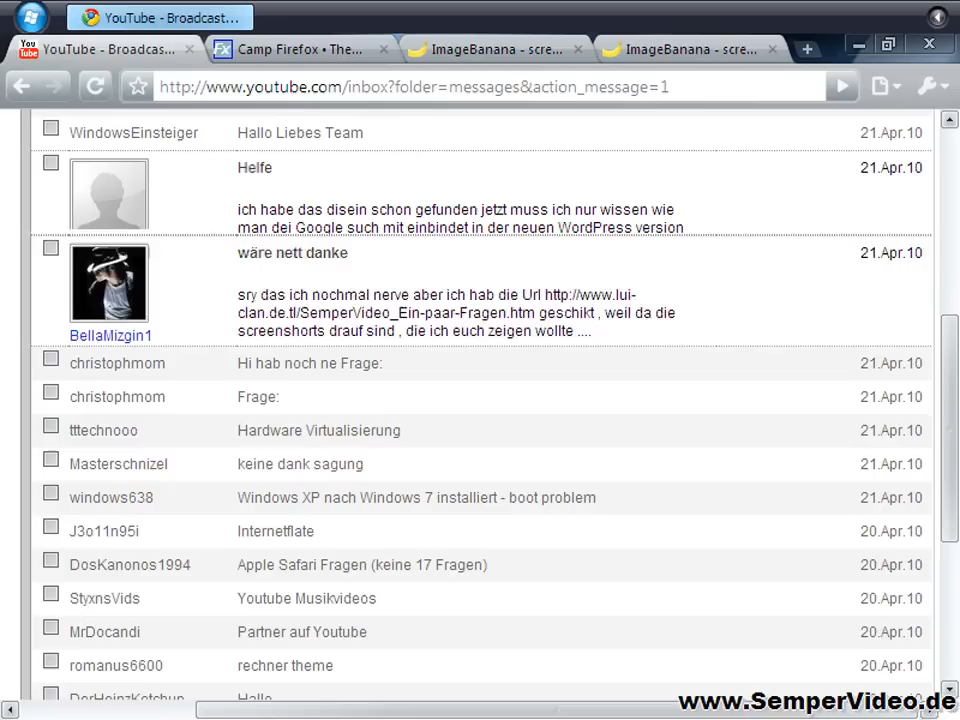 YouTube - Broadcast...
YouTube - Broadcas...
Camp Firefox • The...
ImageBanana - scre...
ImageBanana - scre...
http://www.youtube.com/inbox?folder=messages&action_message=1
WindowsEinsteiger Hallo Liebes Team 21.Apr.10
Helfe 21.Apr.10
ich habe das disein schon gefunden jetzt muss ich nur wissen wie
man dei Google such mit einbindet in der neuen WordPress version
wäre nett danke 21.Apr.10
sry das ich nochmal nerve aber ich hab die Url http://www.lui-
clan.de.tl/SemperVideo_Ein-paar-Fragen.htm geschikt , weil da die
screenshorts drauf sind , die ich euch zeigen wollte ....
BellaMizgin1
christophmom Hi hab noch ne Frage: 21.Apr.10
christophmom Frage: 21.Apr.10
tttechnooo Hardware Virtualisierung 21.Apr.10
Masterschnizel keine dank sagung 21.Apr.10
windows638 Windows XP nach Windows 7 installiert - boot problem 21.Apr.10
J3o11n95i Internetflate 20.Apr.10
DosKanonos1994 Apple Safari Fragen (keine 17 Fragen) 20.Apr.10
StyxnsVids Youtube Musikvideos 20.Apr.10
MrDocandi Partner auf Youtube 20.Apr.10
romanus6600 rechner theme 20.Apr.10
DerHeinzKetchup Hallo
www.SemperVideo.de